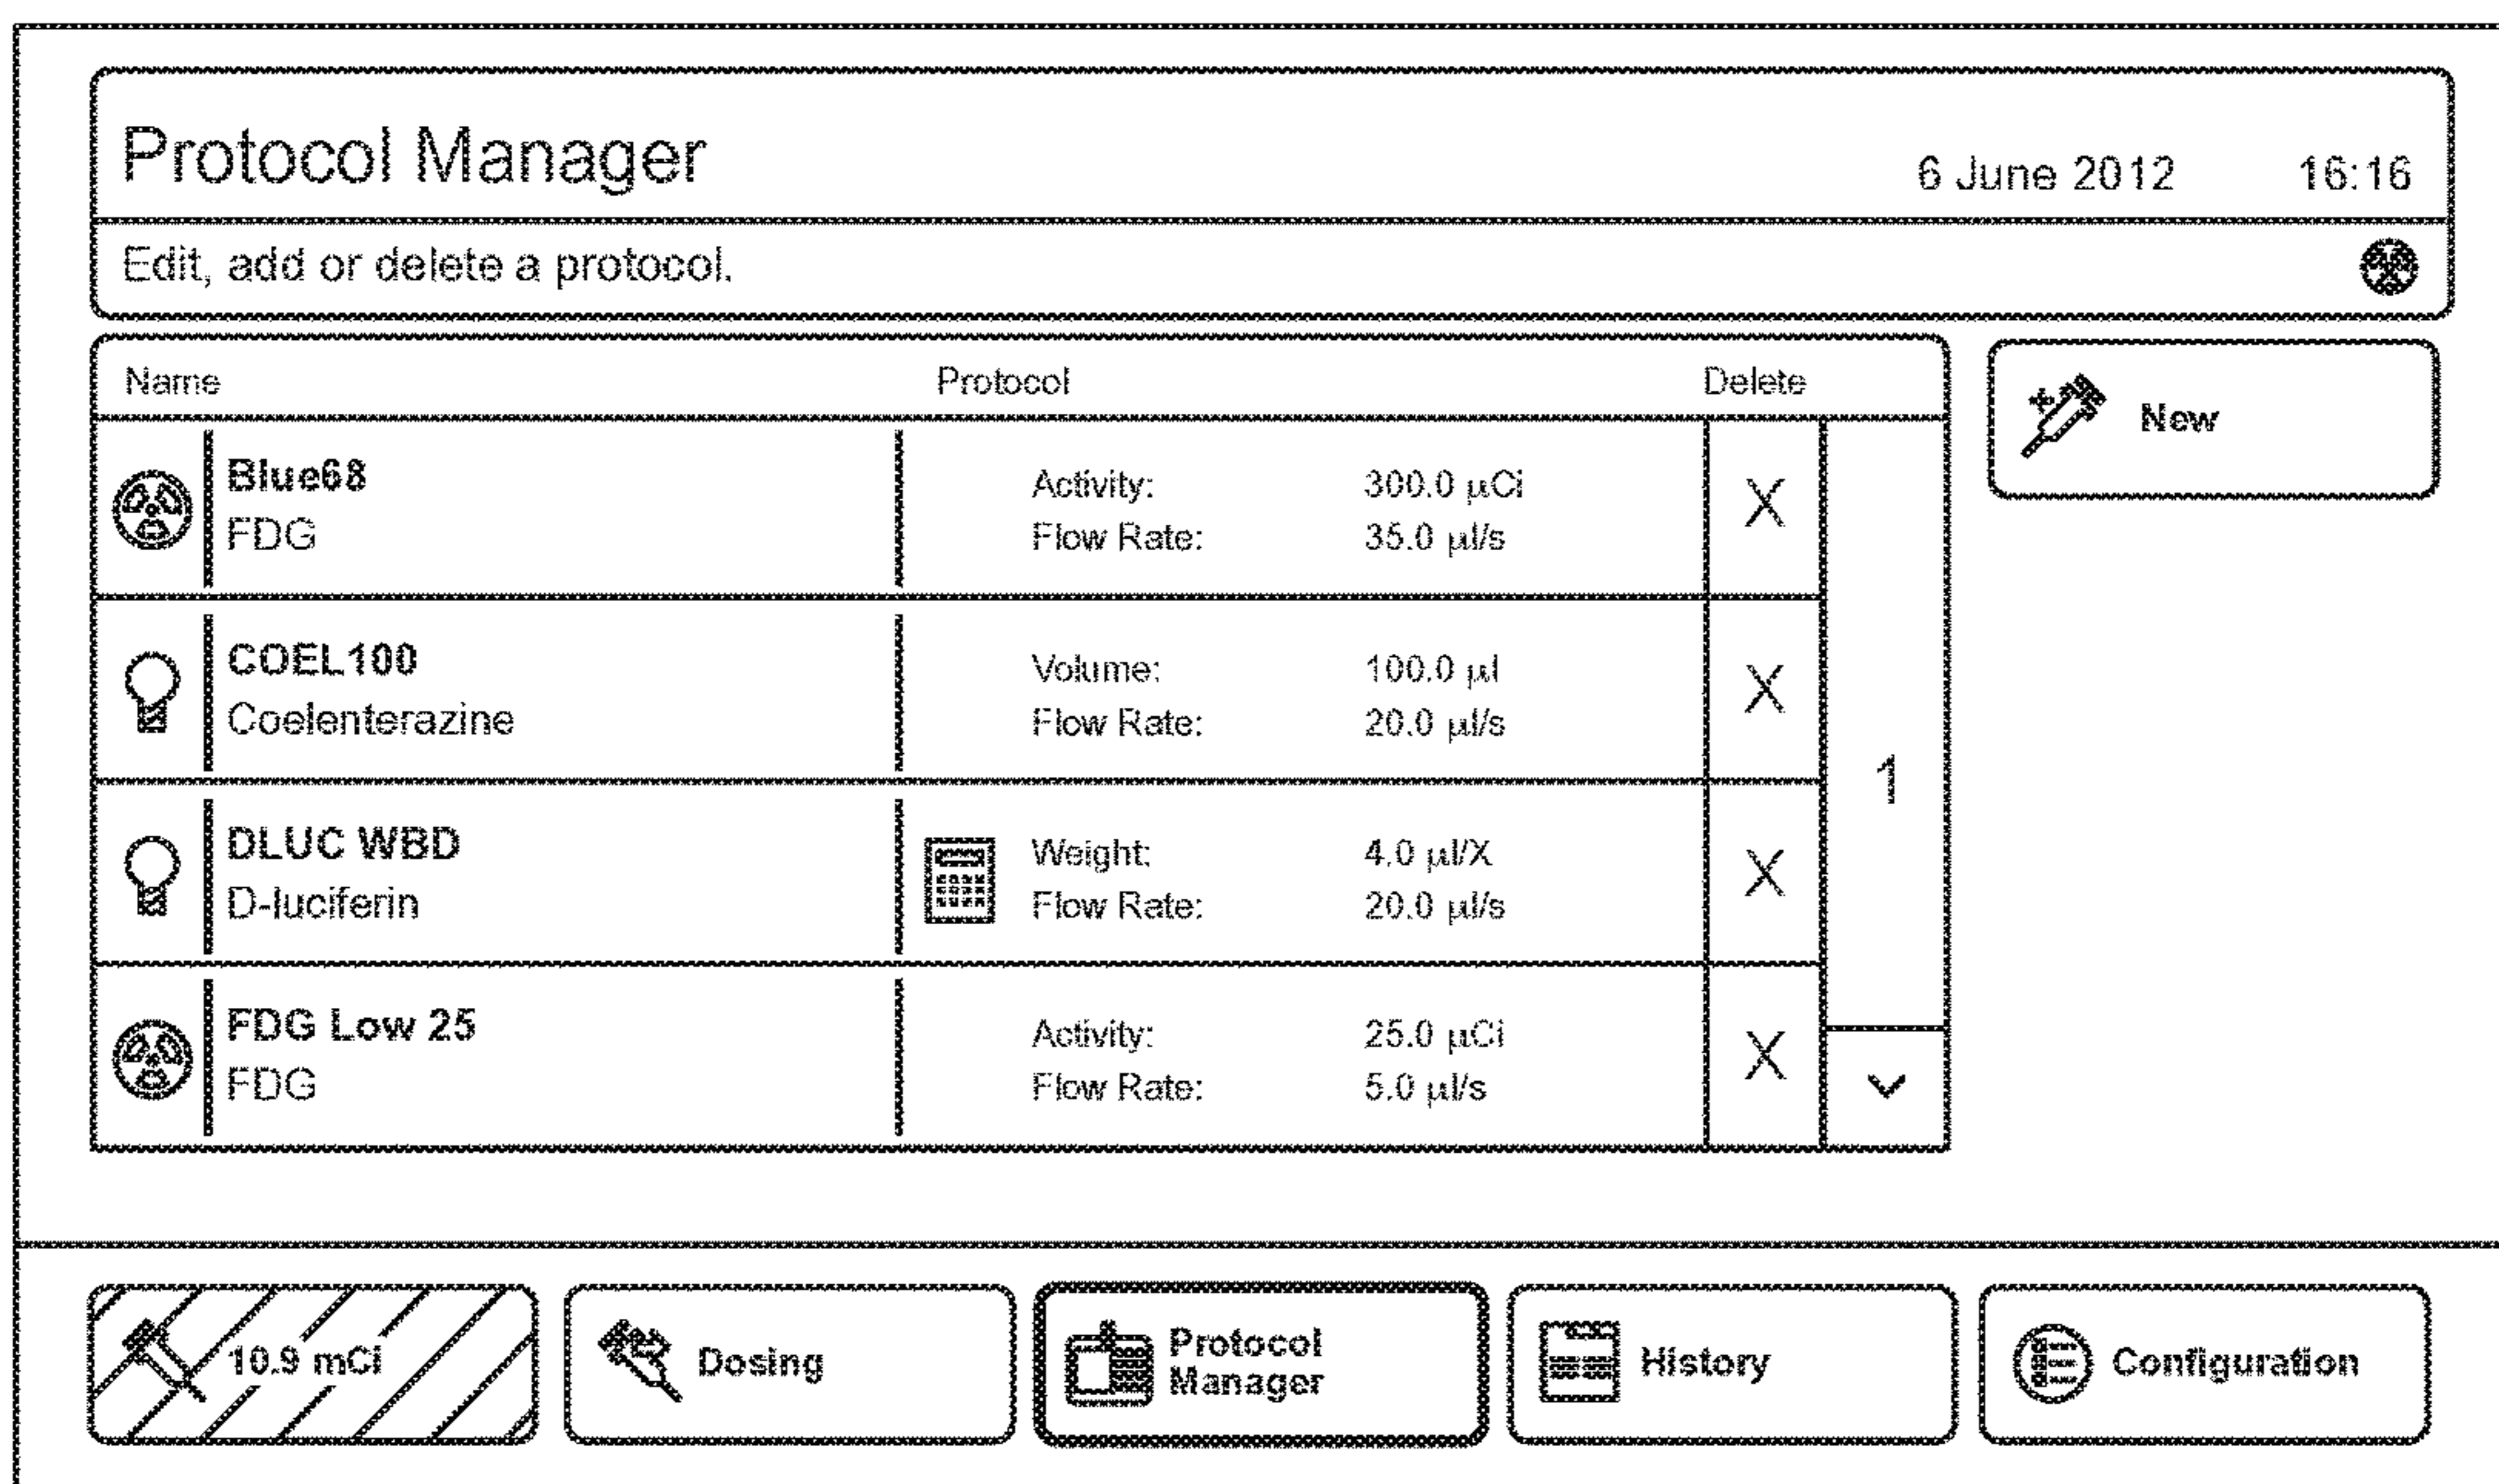 Protocol Manager
6 June 2012 16:16
Edit, add or delete a protocol.
Name Protocol Delete
New
Blue68
FDG
Activity: 300.0 µCi
Flow Rate: 35.0 µl/s
X
COEL100
Coelenterazine
Volume: 100.0 µl
Flow Rate: 20.0 µl/s
X
1
DLUC WBD
D-luciferin
Weight: 4.0 µl/X
Flow Rate: 20.0 µl/s
X
FDG Low 25
FDG
Activity: 25.0 µCi
Flow Rate: 5.0 µl/s
X
10.9 mCi
Dosing
Protocol
Manager
History
Configuration